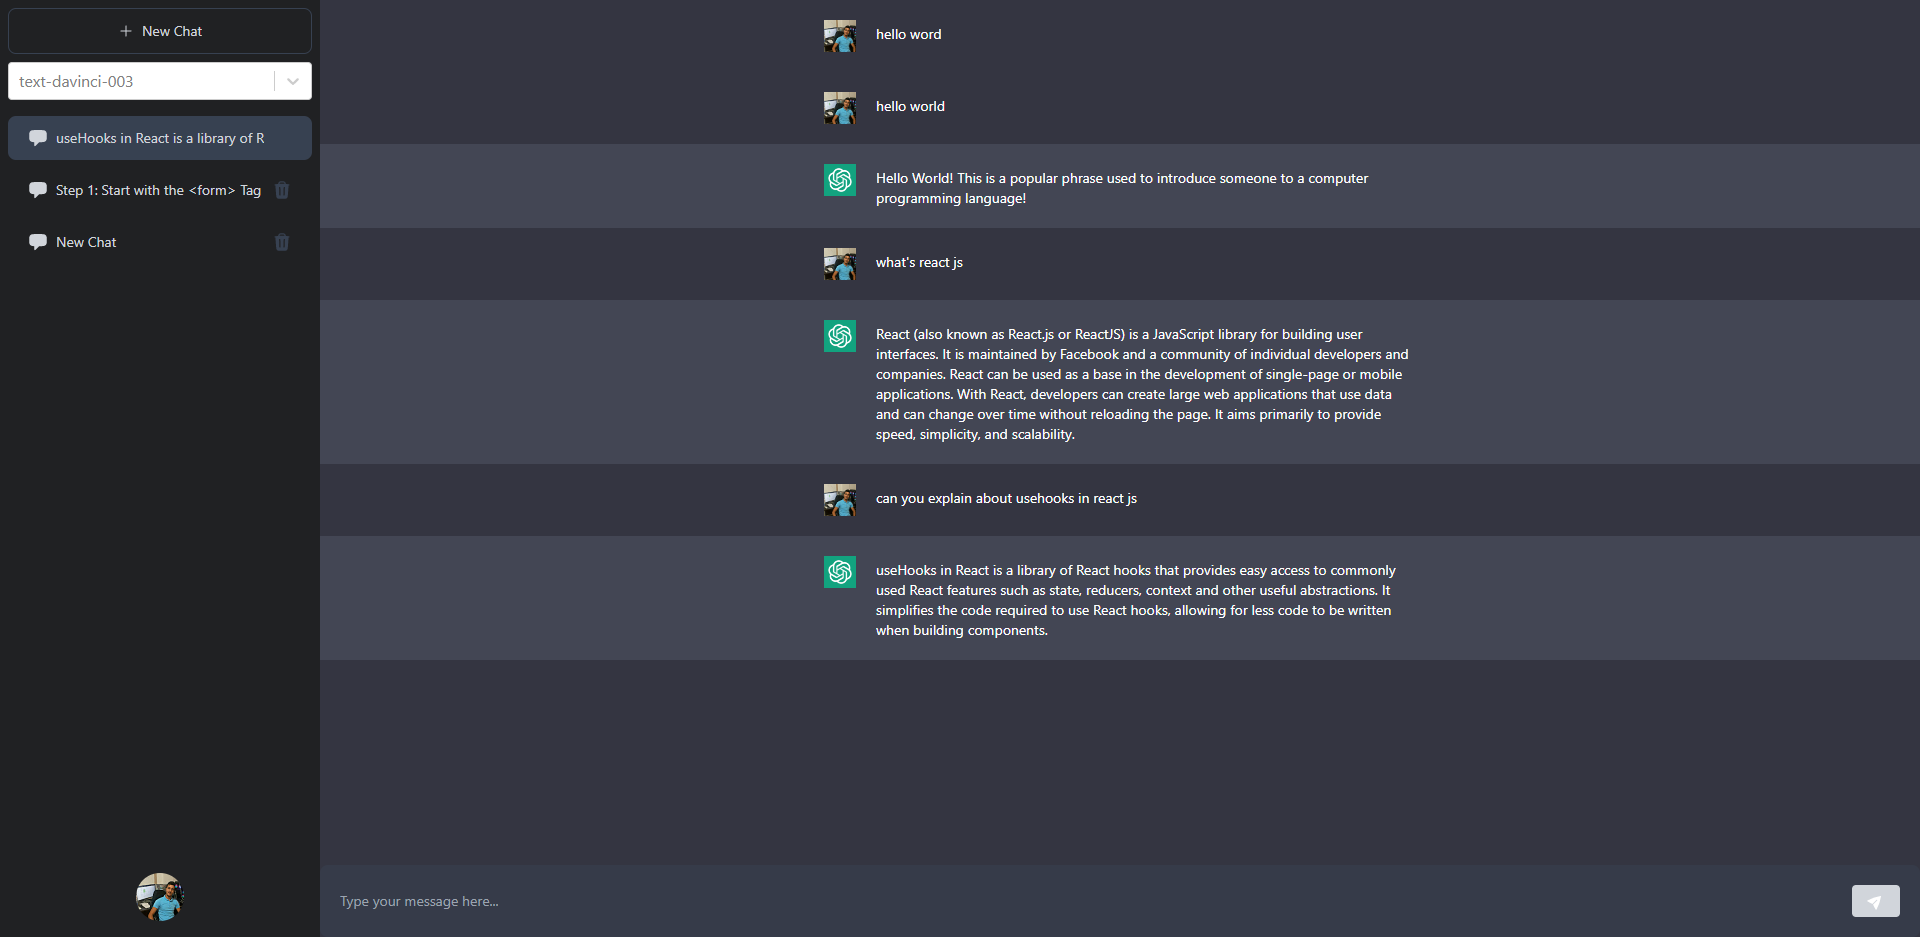 New Chat
text-davinci-003
useHooks in React is a library of R
Step 1: Start with the <form> Tag
New Chat
hello word
hello world
Hello World! This is a popular phrase used to introduce someone to a computer
programming language!
what's react js
React (also known as React.js or ReactJS) is a JavaScript library for building user
interfaces. It is maintained by Facebook and a community of individual developers and
companies. React can be used as a base in the development of single-page or mobile
applications. With React, developers can create large web applications that use data
and can change over time without reloading the page. It aims primarily to provide
speed, simplicity, and scalability.
can you explain about usehooks in react js
useHooks in React is a library of React hooks that provides easy access to commonly
used React features such as state, reducers, context and other useful abstractions. It
simplifies the code required to use React hooks, allowing for less code to be written
when building components.
Type your message here...